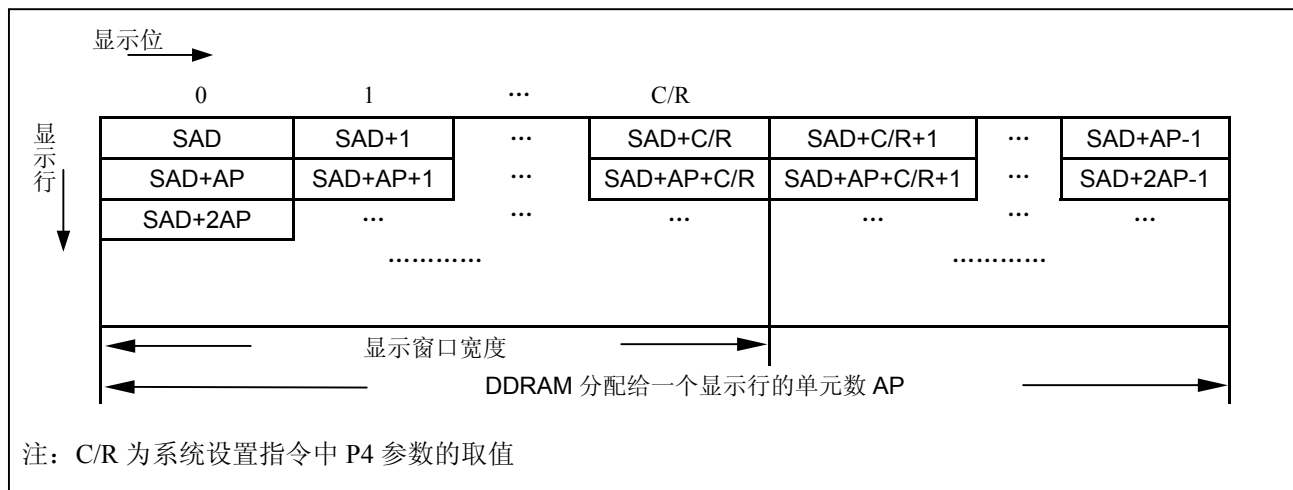 显示位
0 1 … C/R
显示行
SAD SAD+1 … SAD+C/R SAD+C/R+1 … SAD+AP-1
SAD+AP SAD+AP+1 … SAD+AP+C/R SAD+AP+C/R+1 … SAD+2AP-1
SAD+2AP … … … … … …
………… …………
显示窗口宽度
DDRAM 分配给一个显示行的单元数 AP
注：C/R 为系统设置指令中 P4 参数的取值